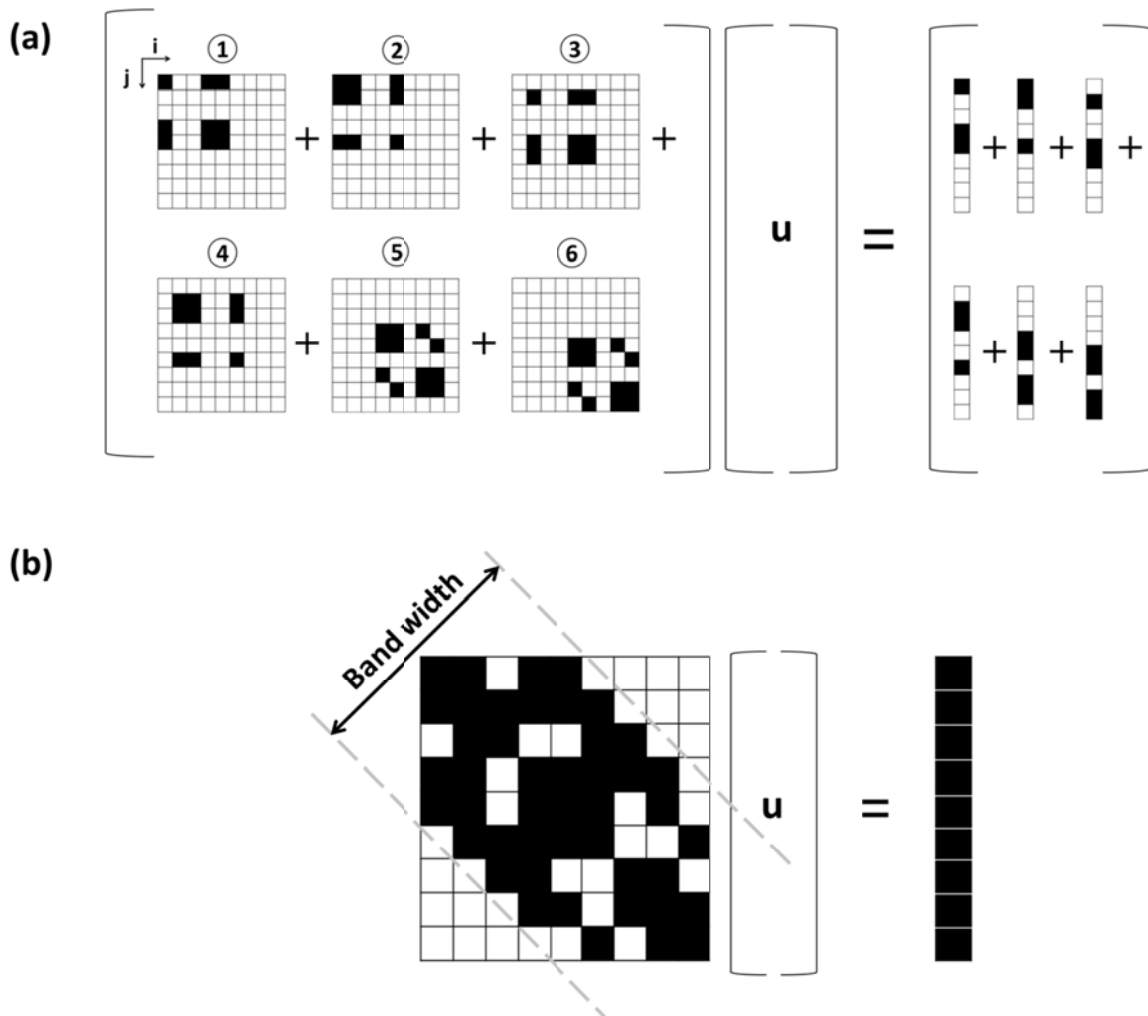 (a)
i
j
① ② ③
+ + +
u
=
+ + +
④ ⑤ ⑥
+ +
+ +
(b)
Band width
u
=